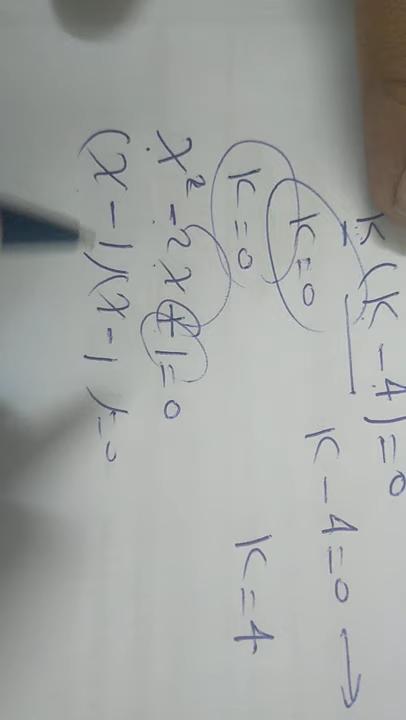 K(K-4)=0
K=0 K-4=0 →
K=0 K=4
x²-2x+1=0
(x-1)(x-1)=0